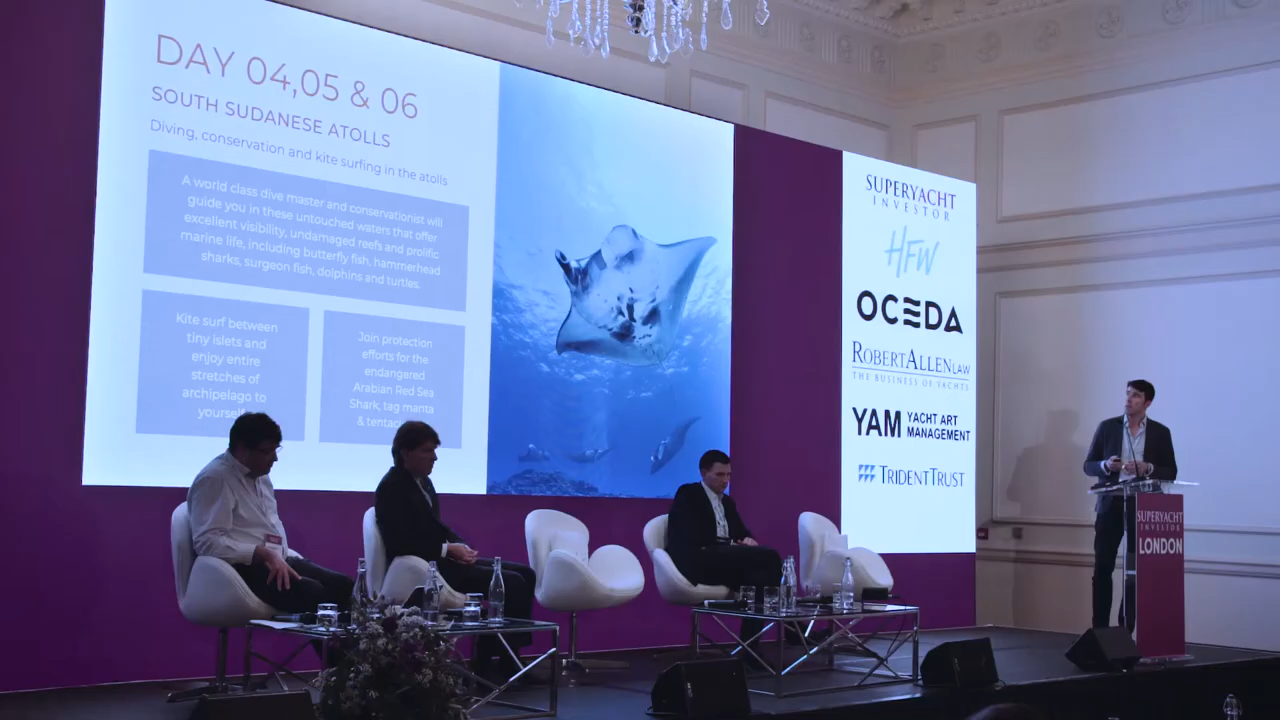 DAY 04,05 & 06
SOUTH SUDANESE ATOLLS
Diving, conservation and kite surfing in the atolls
A world class dive master and conservationist will
guide you in these untouched waters that offer
excellent visibility, undamaged reefs and prolific
marine life, including butterfly fish, hammerhead
sharks, surgeon fish, dolphins and turtles.
Kite surf between
tiny islets and
enjoy entire
stretches of
archipelago to
Join protection
efforts for the
endangered
Arabian Red Sea
Shark, tag manta
SUPERYACHT
INVESTOR
HFW
OCEDA
ROBERTALLENLAW
THE BUSINESS OF YACHTS
YAM YACHT ART
MANAGEMENT
TRIDENTTRUST
SUPERYACHT
INVESTOR
LONDON